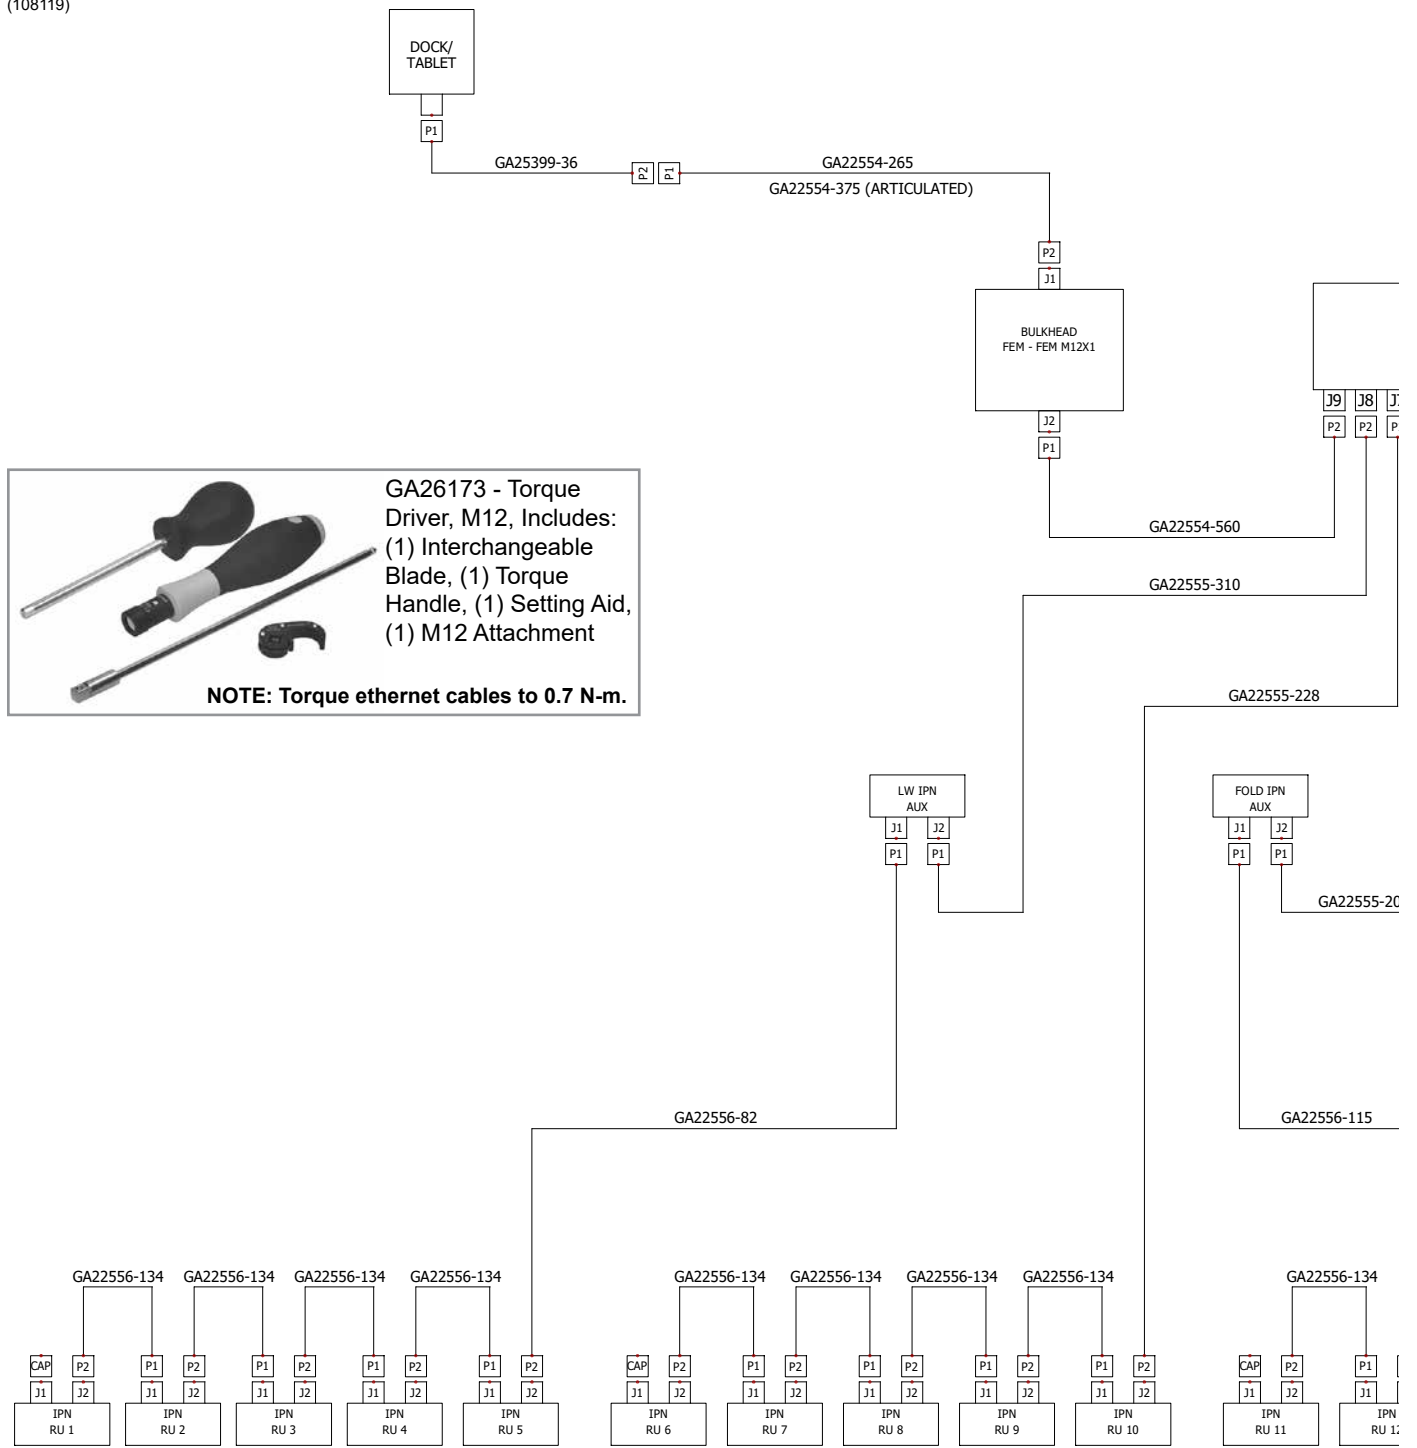 (108119)
DOCK/
TABLET
P1
GA25399-36
P2
P1
GA22554-265
GA22554-375 (ARTICULATED)
P2
J1
BULKHEAD
FEM - FEM M12X1
J2
P1
J9
J8
P2
P2
GA26173 - Torque
Driver, M12, Includes:
(1) Interchangeable
Blade, (1) Torque
Handle, (1) Setting Aid,
(1) M12 Attachment
NOTE: Torque ethernet cables to 0.7 N-m.
GA22554-560
GA22555-310
GA22555-228
LW IPN
AUX
J1
J2
P1
P1
FOLD IPN
AUX
J1
J2
P1
P1
GA22555-20
GA22556-82
GA22556-115
GA22556-134 GA22556-134 GA22556-134 GA22556-134 GA22556-134 GA22556-134 GA22556-134 GA22556-134 GA22556-134
CAP P2 P1 P2 P1 P2 P1 P2 P1 P2 CAP P2 P1 P2 P1 P2 P1 P2 P1 P2 CAP P2 P1
J1 J2 J1 J2 J1 J2 J1 J2 J1 J2 J1 J2 J1 J2 J1 J2 J1 J2 J1 J2 J1 J2 J1
IPN IPN IPN IPN IPN IPN IPN IPN IPN IPN IPN IPN
RU 1 RU 2 RU 3 RU 4 RU 5 RU 6 RU 7 RU 8 RU 9 RU 10 RU 11 RU 12